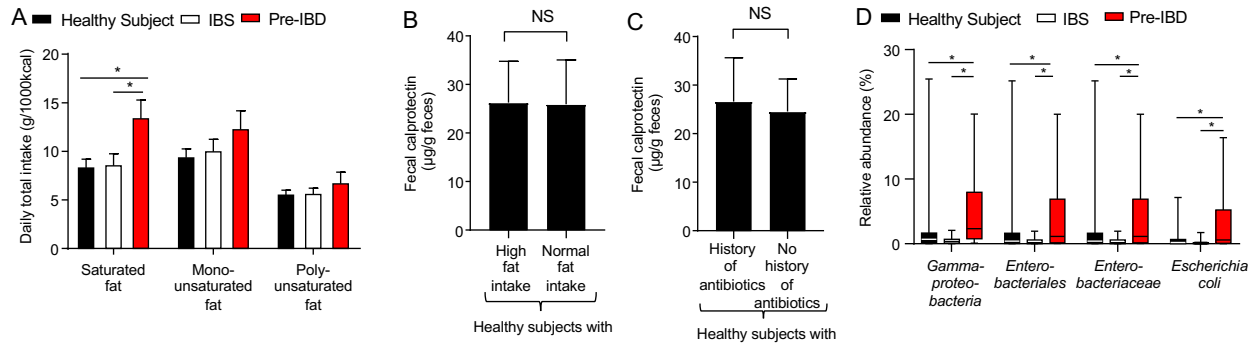 A
Healthy Subject
IBS
Pre-IBD
Daily total intake (g/1000kcal)
20
15
10
5
0
*
*
Saturated
fat
Mono-
unsaturated
fat
Poly-
unsaturated
fat
B
NS
Fecal calprotectin
(µg/g feces)
40
30
20
10
0
High
fat
intake
Normal
fat
intake
Healthy subjects with
C
NS
Fecal calprotectin
(µg/g feces)
40
30
20
10
0
History
of
antibiotics
No
history
of
antibiotics
Healthy subjects with
D
Healthy Subject
IBS
Pre-IBD
Relative abundance (%)
30
20
10
0
*
*
*
*
*
*
*
*
Gamma-
proteo-
bacteria
Entero-
bacteriales
Entero-
bacteriaceae
Escherichia
coli